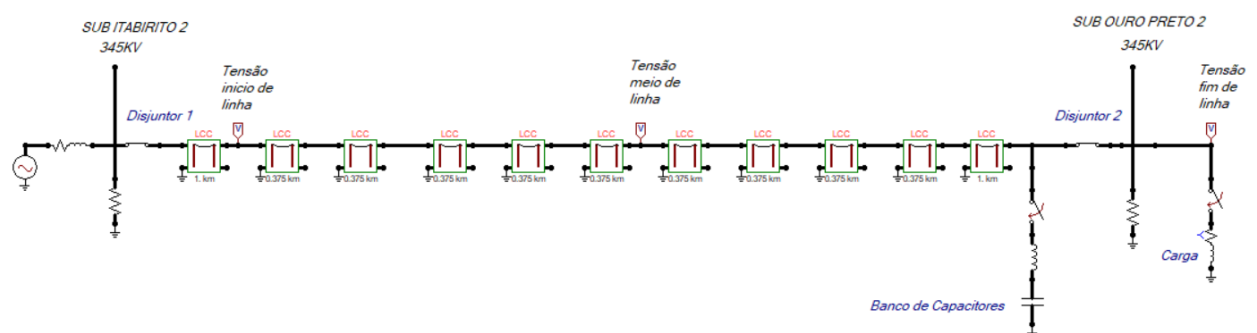 SUB ITABIRITO 2
345KV
SUB OURO PRETO 2
345KV
Tensão
inicio de
linha
Tensão
meio de
linha
Tensão
fim de
linha
Disjuntor 1
Disjuntor 2
V
V
V
LCC
LCC
LCC
LCC
LCC
LCC
LCC
LCC
LCC
LCC
LCC
1. km
0.375 km
0.375 km
0.375 km
0.375 km
0.375 km
0.375 km
0.375 km
0.375 km
0.375 km
1. km
Carga
Banco de Capacitores